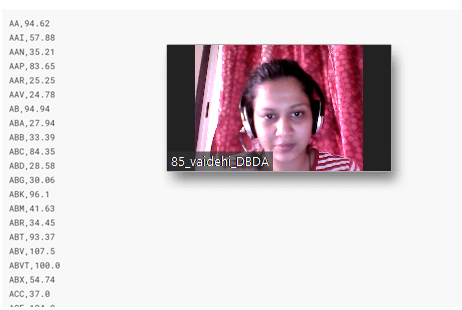 AA,94.62
AAI,57.88
AAN,35.21
AAP,83.65
AAR,25.25
AAV,24.78
AB,94.94
ABA,27.94
ABB,33.39
ABC,84.35
ABD,28.58
ABG,30.06
ABK,96.1
ABM,41.63
ABR,34.45
ABT,93.37
ABV,107.5
ABVT,100.0
ABX,54.74
ACC,37.0
85_vaidehi_DBDA